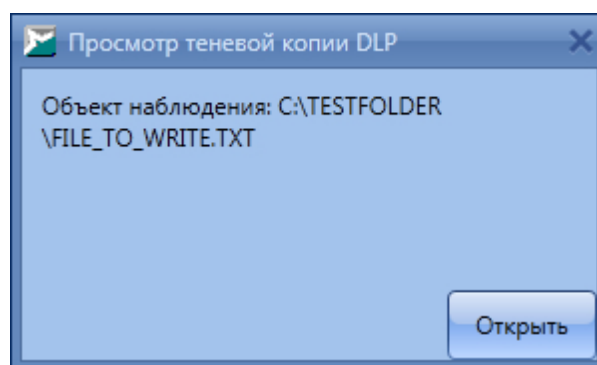 Просмотр теневой копии DLP
Объект наблюдения: C:\TESTFOLDER
\FILE_TO_WRITE.TXT
Открыть